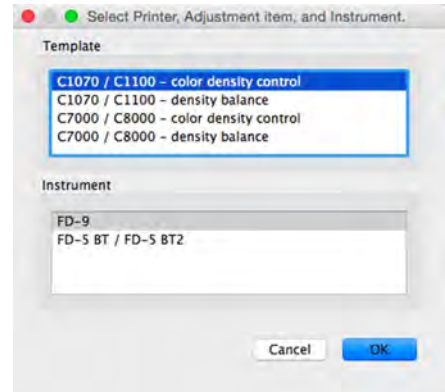 Select Printer, Adjustment item, and Instrument.
Template
C1070 / C1100 – color density control
C1070 / C1100 – density balance
C7000 / C8000 – color density control
C7000 / C8000 – density balance
Instrument
FD-9
FD-5 BT / FD-5 BT2
Cancel OK